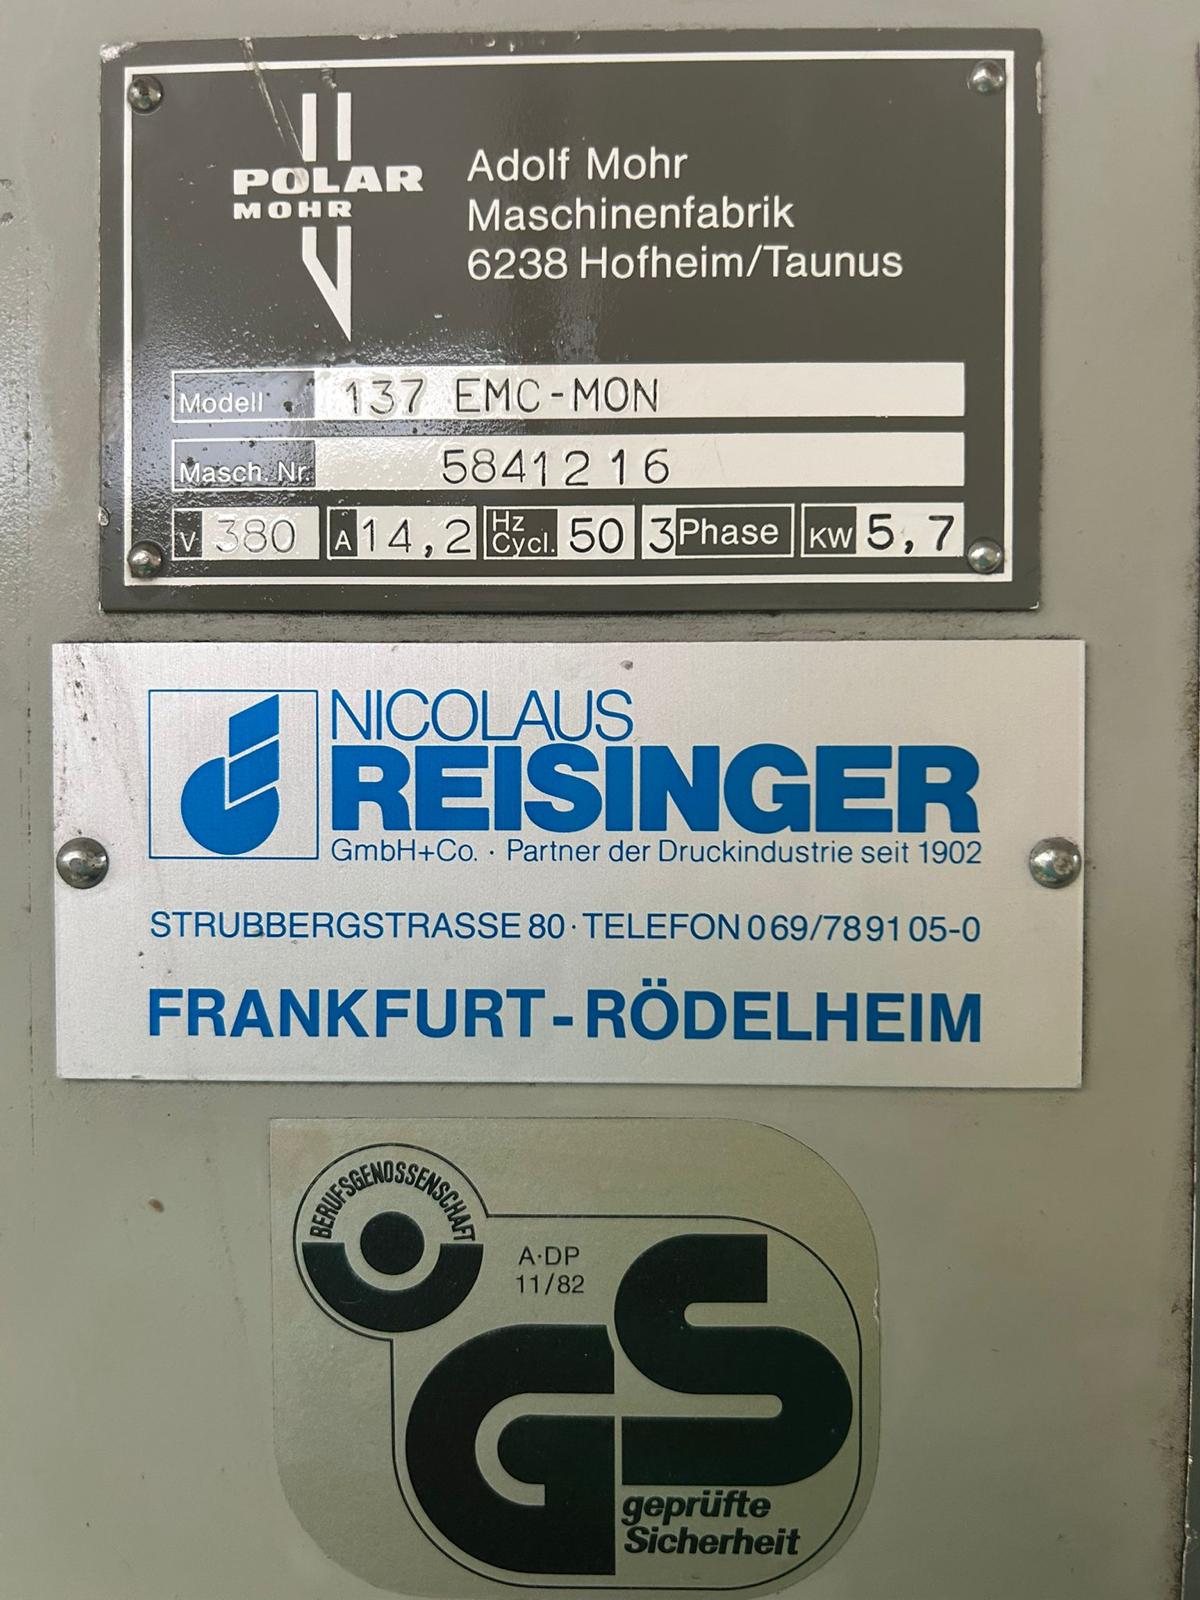 POLAR
MOHR
Adolf Mohr
Maschinenfabrik
6238 Hofheim/Taunus
Modell 137 EMC-MON
Masch. Nr. 5841216
V 380 A 14,2 Hz Cycl. 50 3 Phase KW 5,7
NICOLAUS
REISINGER
GmbH+Co. · Partner der Druckindustrie seit 1902
STRUBBERGSTRASSE 80 · TELEFON 069/789105-0
FRANKFURT-RÖDELHEIM
BERUFSGENOSSENSCHAFT
A·DP
11/82
GS
geprüfte
Sicherheit